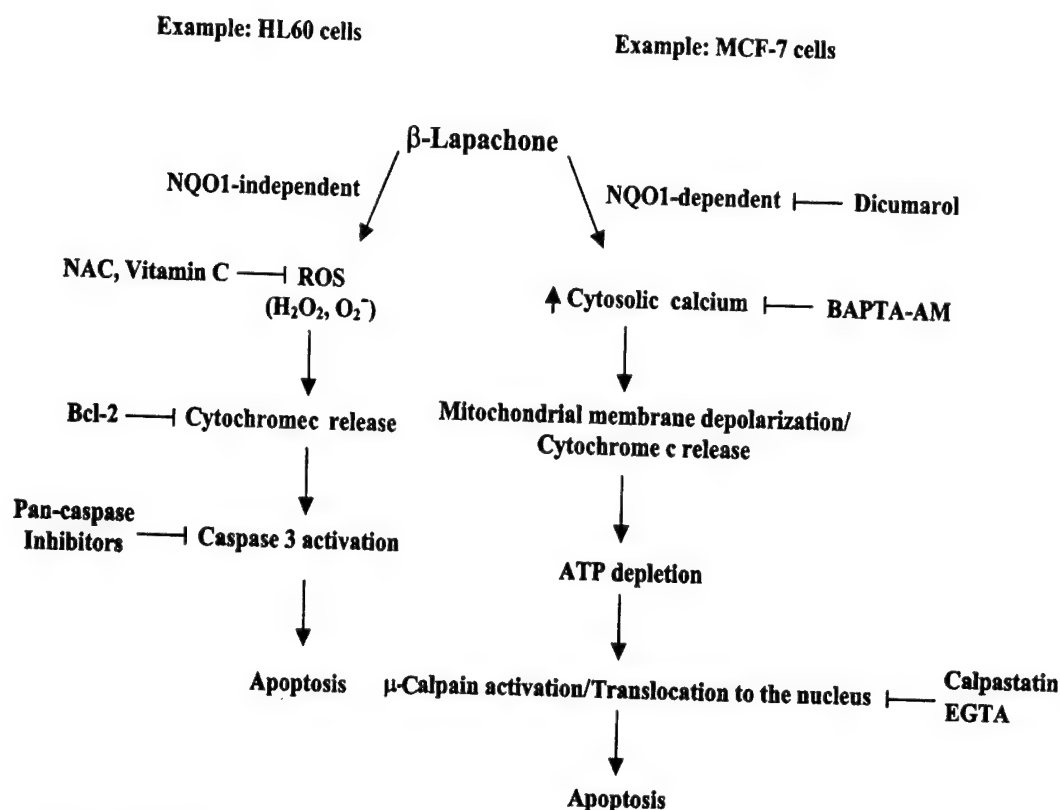 Example: HL60 cells
Example: MCF-7 cells
β-Lapachone
NQO1-independent
NQO1-dependent
Dicumarol
NAC, Vitamin C
ROS
(H₂O₂, O₂⁻)
Cytosolic calcium
BAPTA-AM
Bcl-2
Cytochromec release
Mitochondrial membrane depolarization/
Cytochrome c release
Pan-caspase
Inhibitors
Caspase 3 activation
ATP depletion
Apoptosis
μ-Calpain activation/Translocation to the nucleus
Calpastatin
EGTA
Apoptosis